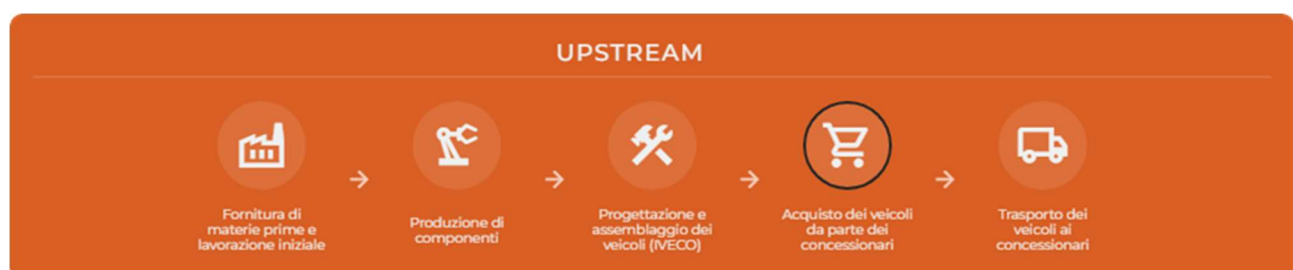 UPSTREAM
Fornitura di
materie prime e
lavorazione iniziale
Produzione di
componenti
Progettazione e
assemblaggio dei
veicoli (IVECO)
Acquisto dei veicoli
da parte dei
concessionari
Trasporto dei
veicoli ai
concessionari